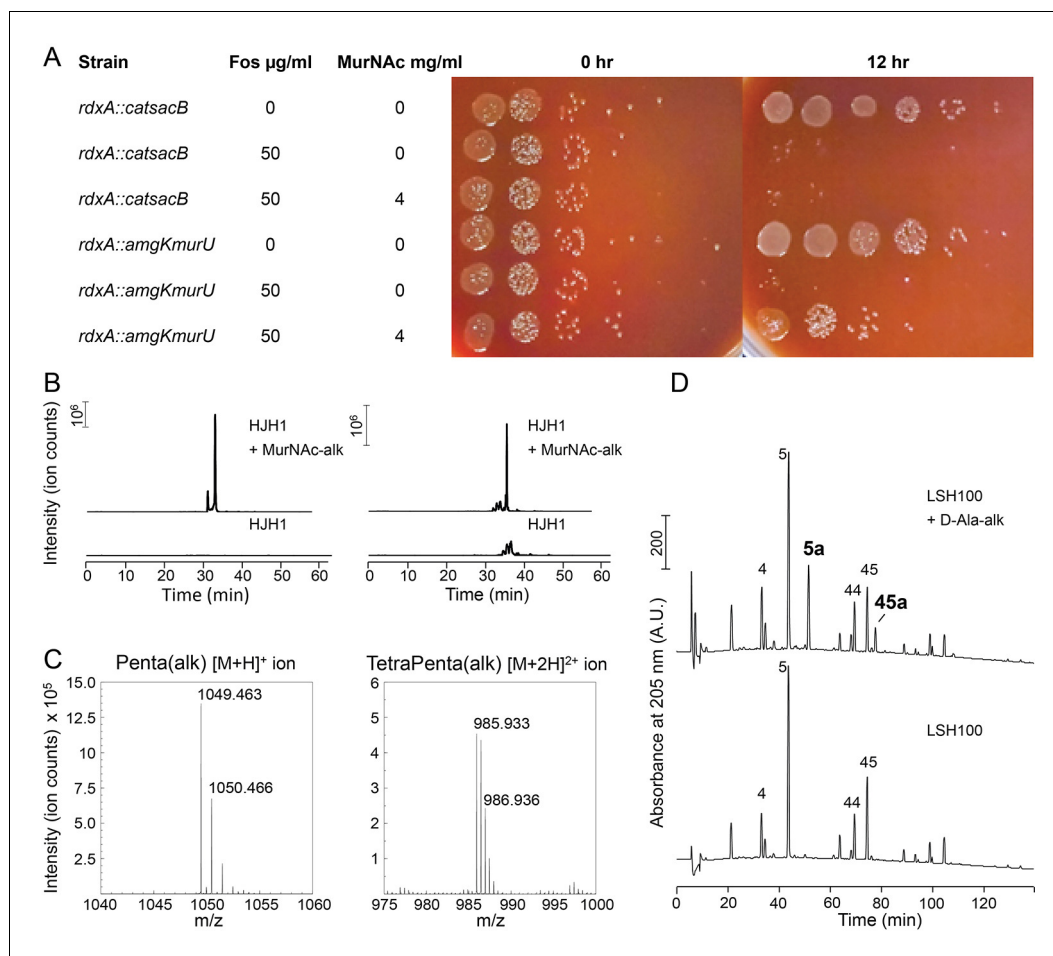 A
Strain Fos µg/ml MurNAc mg/ml 0 hr 12 hr
rdxA::catsacB 0 0
rdxA::catsacB 50 0
rdxA::catsacB 50 4
rdxA::amgKmurU 0 0
rdxA::amgKmurU 50 0
rdxA::amgKmurU 50 4
B
Intensity (ion counts)
10⁶
HJH1
+ MurNAc-alk
HJH1
0 10 20 30 40 50 60
Time (min)
10⁶
HJH1
+ MurNAc-alk
HJH1
0 10 20 30 40 50 60
Time (min)
C
Intensity (ion counts) x 10⁵
Penta(alk) [M+H]⁺ ion
15.0
12.5
10
7.5
5.0
2.5
1049.463
1050.466
1040 1045 1050 1055 1060
m/z
TetraPenta(alk) [M+2H]²⁺ ion
6
5
4
3
2
1
985.933
986.936
975 980 985 990 995 1000
m/z
D
Absorbance at 205 nm (A.U.)
200
LSH100
+ D-Ala-alk
4
5
5a
44
45
45a
LSH100
4
5
44
45
0 20 40 60 80 100 120
Time (min)